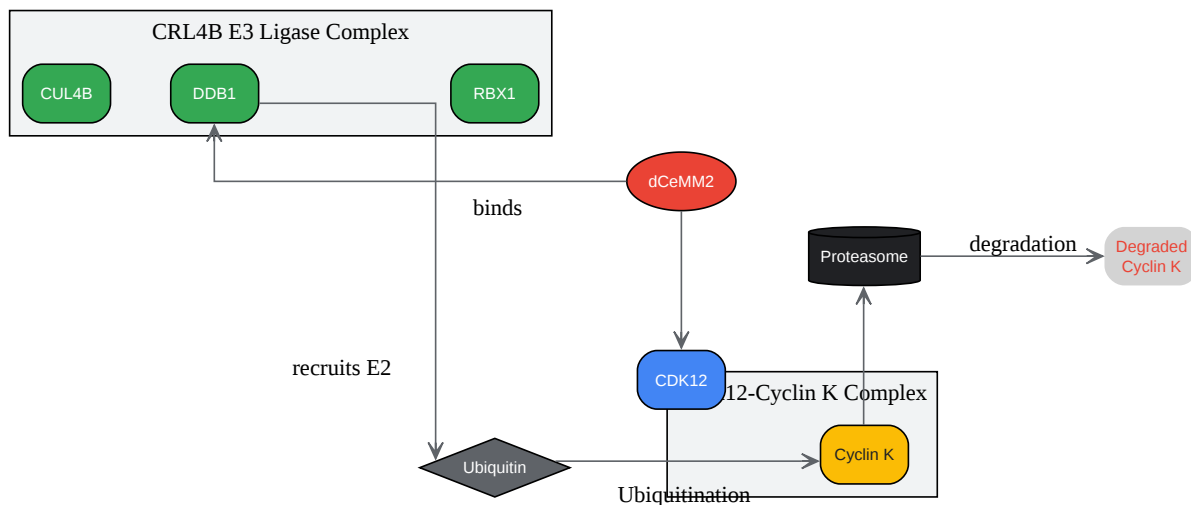 CRL4B E3 Ligase Complex
CUL4B
DDB1
RBX1
dCeMM2
binds
Proteasome
degradation
Degraded
Cyclin K
recruits E2
CDK12
12-Cyclin K Complex
Cyclin K
Ubiquitin
Ubiquitination